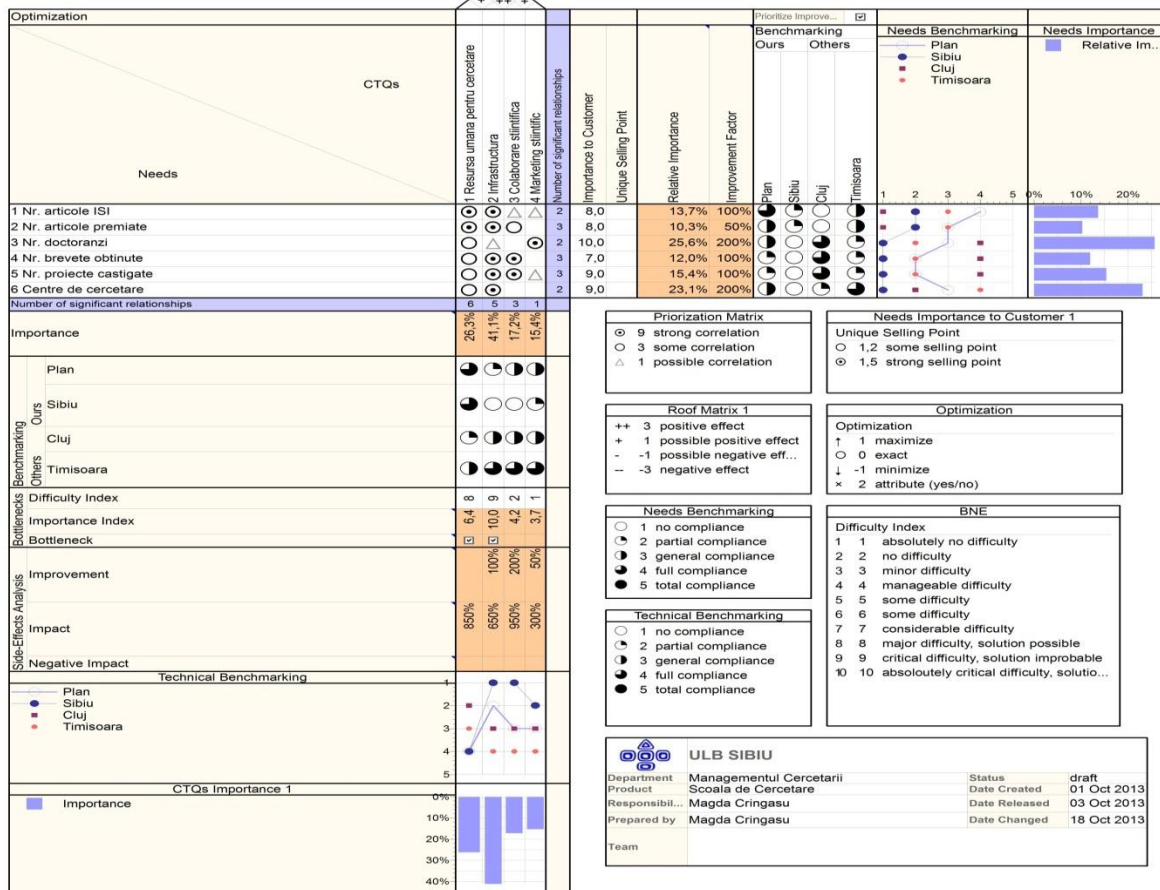 + ++ +
Optimization
Prioritize Improve...
Benchmarking
Ours Others
Needs Benchmarking
Plan
Sibiu
Cluj
Timisoara
Needs Importance
Relative Im...
CTQs
Needs
1 Resursa umana pentru cercetare
2 Infrastructura
3 Colaborare stiintifica
4 Marketing stiintific
Number of significant relationships
Importance to Customer
Unique Selling Point
Relative Importance
Improvement Factor
Plan
Sibiu
Cluj
Timisoara
1 2 3 4 5
0% 10% 20%
1 Nr. articole ISI 2 8,0 13,7% 100%
2 Nr. articole premiate 3 8,0 10,3% 50%
3 Nr. doctoranzi 2 10,0 25,6% 200%
4 Nr. brevete obtinute 3 7,0 12,0% 100%
5 Nr. proiecte castigate 3 9,0 15,4% 100%
6 Centre de cercetare 2 9,0 23,1% 200%
Number of significant relationships 6 5 3 1
Importance 26,3% 41,1% 17,2% 15,4%
Benchmarking
Ours
Others
Plan
Sibiu
Cluj
Timisoara
Bottlenecks
Difficulty Index 8 9 2 1
Importance Index 6,4 10,0 4,2 3,7
Bottleneck
Side-Effects Analysis
Improvement 100% 200% 50%
Impact 850% 650% 950% 300%
Negative Impact
Technical Benchmarking
Plan
Sibiu
Cluj
Timisoara
1
2
3
4
5
CTQs Importance 1
Importance
0%
10%
20%
30%
40%
Priorization Matrix
9 strong correlation
3 some correlation
1 possible correlation
Needs Importance to Customer 1
Unique Selling Point
1,2 some selling point
1,5 strong selling point
Roof Matrix 1
++ 3 positive effect
+ 1 possible positive effect
- -1 possible negative eff...
-- -3 negative effect
Optimization
Optimization
↑ 1 maximize
0 exact
↓ -1 minimize
× 2 attribute (yes/no)
Needs Benchmarking
1 no compliance
2 partial compliance
3 general compliance
4 full compliance
5 total compliance
BNE
Difficulty Index
1 1 absolutely no difficulty
2 2 no difficulty
3 3 minor difficulty
4 4 manageable difficulty
5 5 some difficulty
6 6 some difficulty
7 7 considerable difficulty
8 8 major difficulty, solution possible
9 9 critical difficulty, solution improbable
10 10 absoluctely critical difficulty, solutio...
Technical Benchmarking
1 no compliance
2 partial compliance
3 general compliance
4 full compliance
5 total compliance
ULB SIBIU
Department Managementul Cercetarii Status draft
Product Scoala de Cercetare Date Created 01 Oct 2013
Responsibil... Magda Cringasu Date Released 03 Oct 2013
Prepared by Magda Cringasu Date Changed 18 Oct 2013
Team